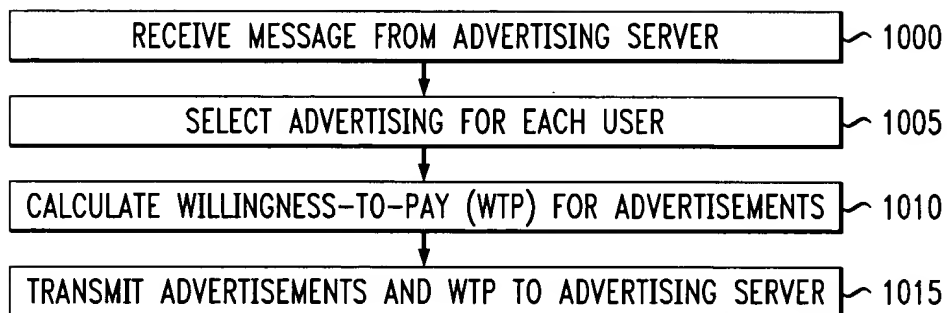 RECEIVE MESSAGE FROM ADVERTISING SERVER 1000
SELECT ADVERTISING FOR EACH USER 1005
CALCULATE WILLINGNESS-TO-PAY (WTP) FOR ADVERTISEMENTS 1010
TRANSMIT ADVERTISEMENTS AND WTP TO ADVERTISING SERVER 1015